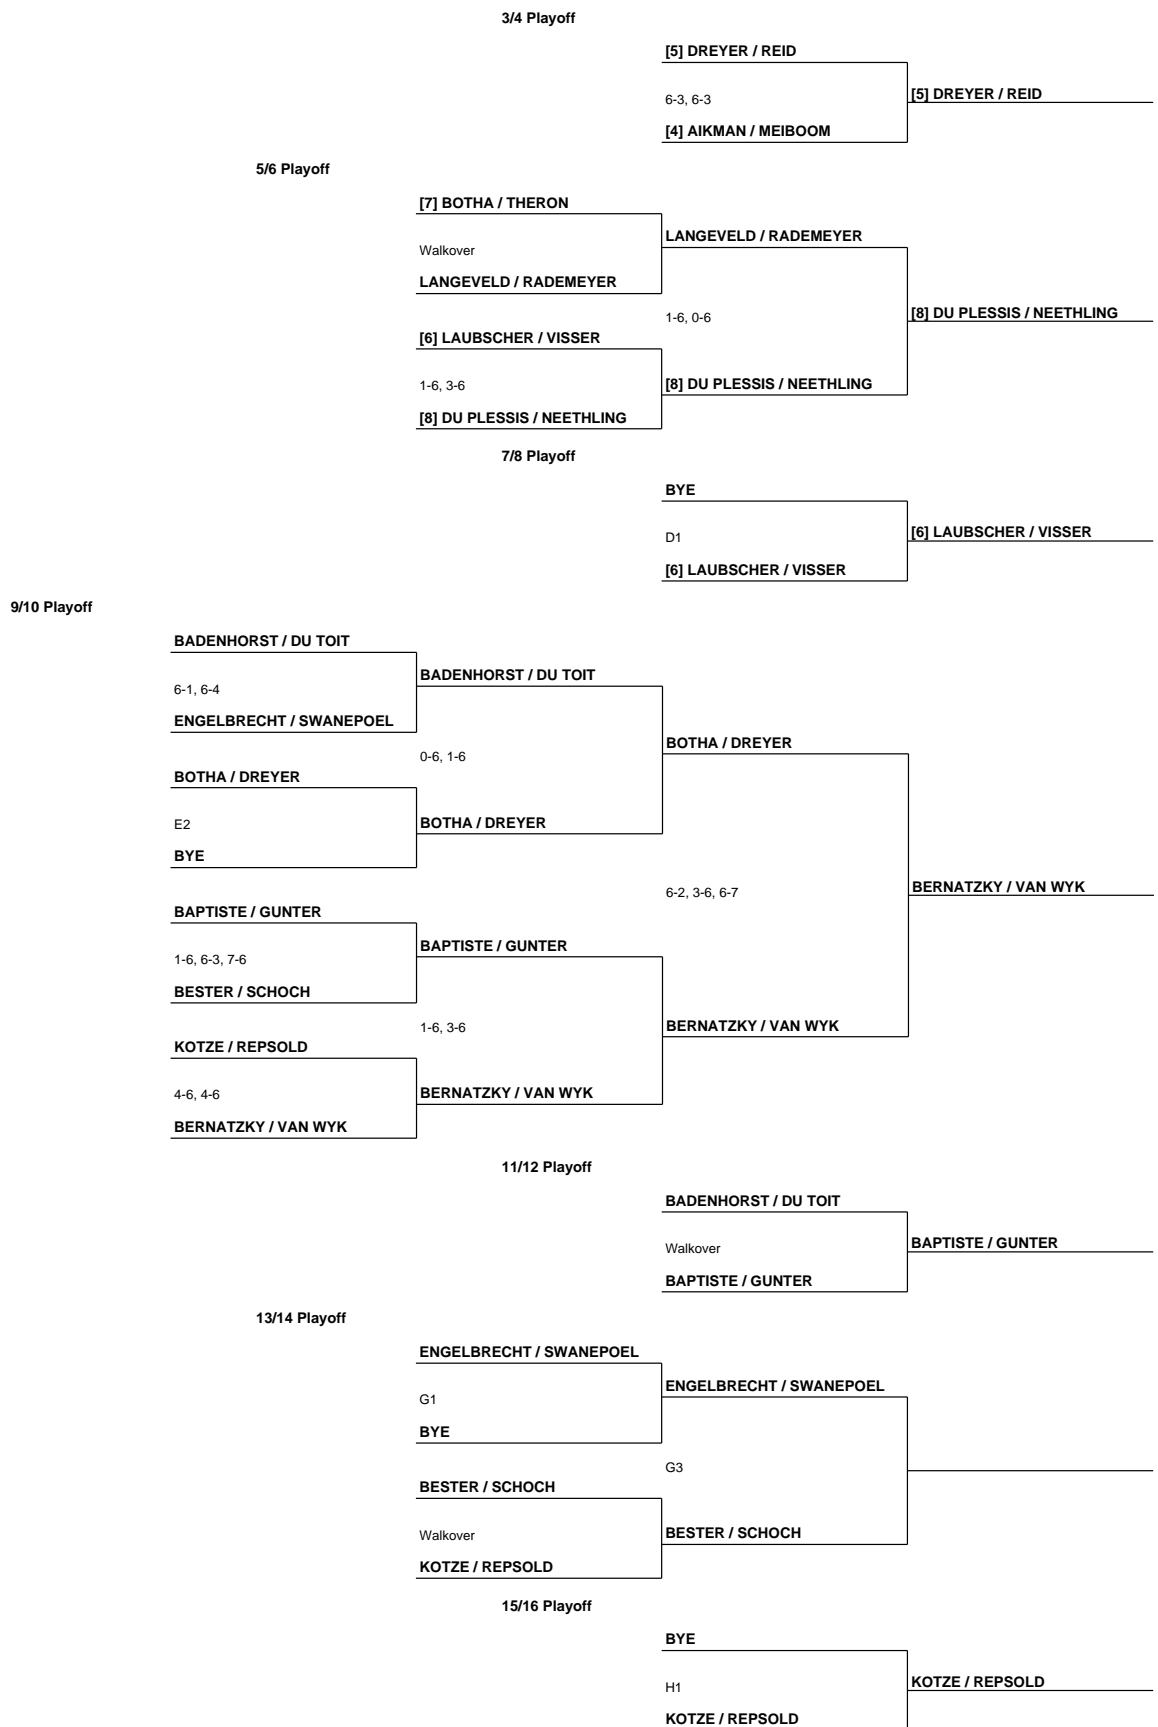 3/4 Playoff
[5] DREYER / REID
6-3, 6-3
[5] DREYER / REID
[4] AIKMAN / MEIBOOM
5/6 Playoff
[7] BOTHA / THERON
LANGEVELD / RADEMEYER
Walkover
LANGEVELD / RADEMEYER
1-6, 0-6
[8] DU PLESSIS / NEETHLING
[6] LAUBSCHER / VISSER
1-6, 3-6
[8] DU PLESSIS / NEETHLING
[8] DU PLESSIS / NEETHLING
7/8 Playoff
BYE
D1
[6] LAUBSCHER / VISSER
[6] LAUBSCHER / VISSER
9/10 Playoff
BADENHORST / DU TOIT
BADENHORST / DU TOIT
6-1, 6-4
ENGELBRECHT / SWANEPOEL
BOTHA / DREYER
0-6, 1-6
BOTHA / DREYER
E2
BOTHA / DREYER
BYE
6-2, 3-6, 6-7
BERNATZKY / VAN WYK
BAPTISTE / GUNTER
BAPTISTE / GUNTER
1-6, 6-3, 7-6
BESTER / SCHOCH
1-6, 3-6
BERNATZKY / VAN WYK
KOTZE / REPSOLD
4-6, 4-6
BERNATZKY / VAN WYK
BERNATZKY / VAN WYK
11/12 Playoff
BADENHORST / DU TOIT
Walkover
BAPTISTE / GUNTER
BAPTISTE / GUNTER
13/14 Playoff
ENGELBRECHT / SWANEPOEL
ENGELBRECHT / SWANEPOEL
G1
BYE
G3
BESTER / SCHOCH
Walkover
BESTER / SCHOCH
KOTZE / REPSOLD
15/16 Playoff
BYE
H1
KOTZE / REPSOLD
KOTZE / REPSOLD